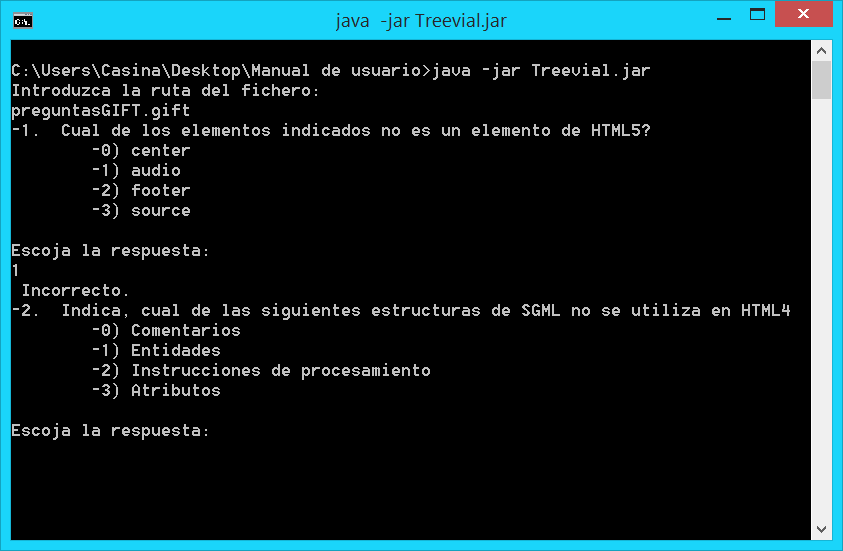 java -jar Treevial.jar
C:\Users\Casina\Desktop\Manual de usuario>java -jar Treevial.jar
Introduzca la ruta del fichero:
preguntasGIFT.gift
-1. Cual de los elementos indicados no es un elemento de HTML5?
-0) center
-1) audio
-2) footer
-3) source
Escoja la respuesta:
1
Incorrecto.
-2. Indica, cual de las siguientes estructuras de SGML no se utiliza en HTML4
-0) Comentarios
-1) Entidades
-2) Instrucciones de procesamiento
-3) Atributos
Escoja la respuesta: